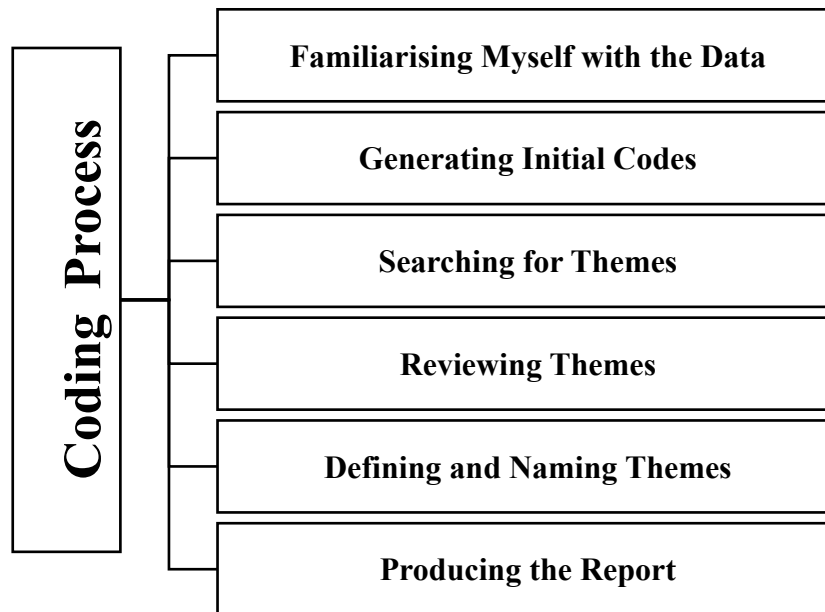 Coding Process
Familiarising Myself with the Data
Generating Initial Codes
Searching for Themes
Reviewing Themes
Defining and Naming Themes
Producing the Report